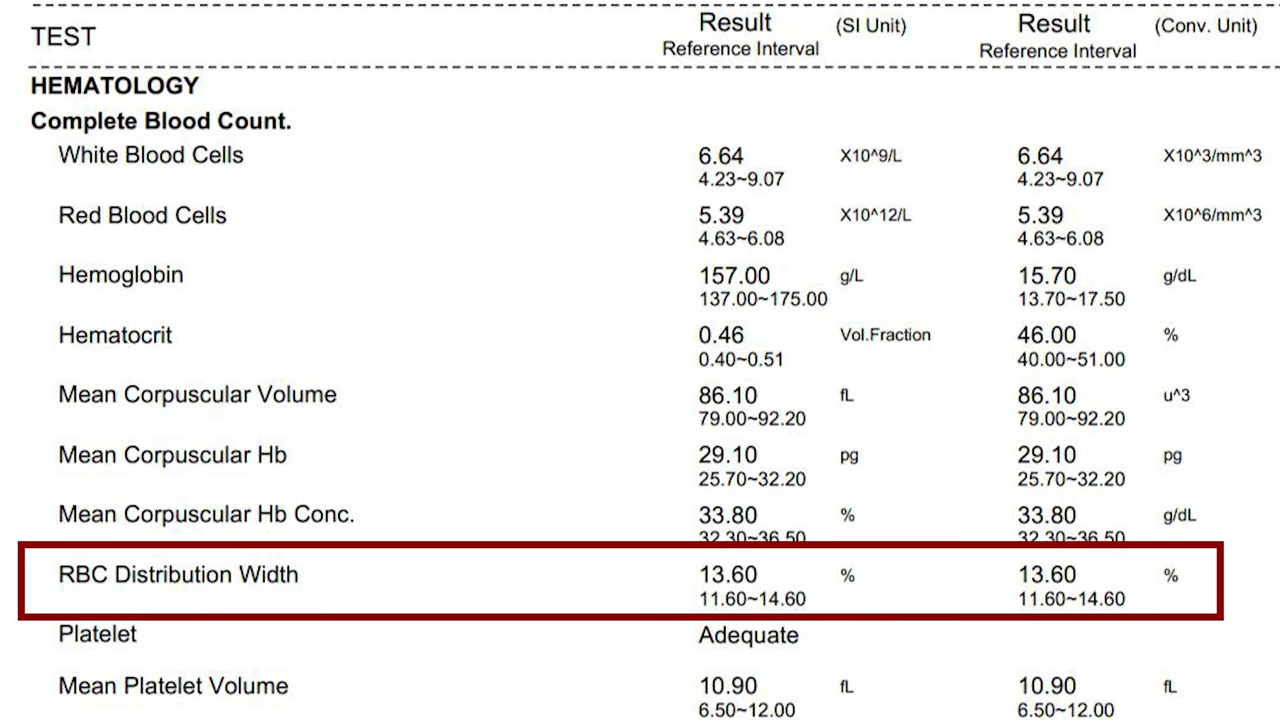 TEST Result (SI Unit) Result (Conv. Unit)
Reference Interval Reference Interval
HEMATOLOGY
Complete Blood Count.
White Blood Cells 6.64 X10^9/L 6.64 X10^3/mm^3
4.23~9.07 4.23~9.07
Red Blood Cells 5.39 X10^12/L 5.39 X10^6/mm^3
4.63~6.08 4.63~6.08
Hemoglobin 157.00 g/L 15.70 g/dL
137.00~175.00 13.70~17.50
Hematocrit 0.46 Vol.Fraction 46.00 %
0.40~0.51 40.00~51.00
Mean Corpuscular Volume 86.10 fL 86.10 u^3
79.00~92.20 79.00~92.20
Mean Corpuscular Hb 29.10 pg 29.10 pg
25.70~32.20 25.70~32.20
Mean Corpuscular Hb Conc. 33.80 % 33.80 g/dL
32.30~36.50 32.30~36.50
RBC Distribution Width 13.60 % 13.60 %
11.60~14.60 11.60~14.60
Platelet Adequate
Mean Platelet Volume 10.90 fL 10.90 fL
6.50~12.00 6.50~12.00